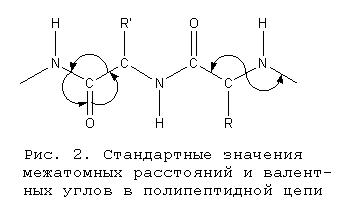 H R' O H
N N N
O H R
Рис. 2. Стандартные значения
межатомных расстояний и валент-
ных углов в полипептидной цепи